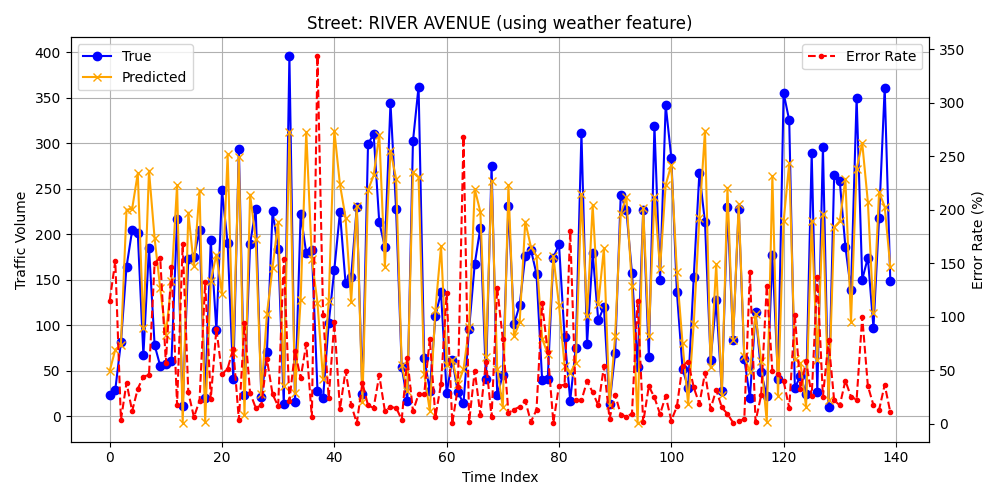 Street: RIVER AVENUE (using weather feature)
True
Predicted
Error Rate
400
350
300
250
200
150
100
50
0
Traffic Volume
350
300
250
200
150
100
50
0
Error Rate (%)
0 20 40 60 80 100 120 140
Time Index